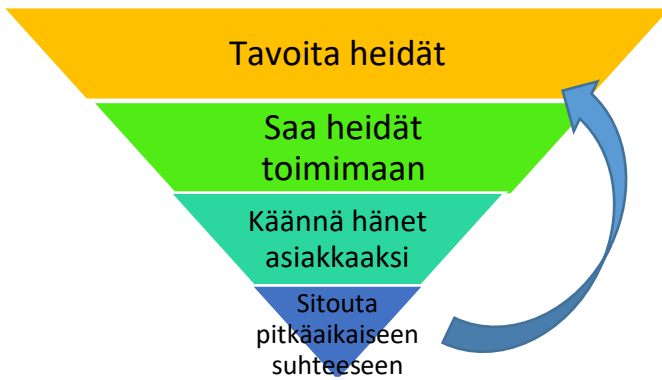 Tavoita heidät
Saa heidät
toimimaan
Käännä hänet
asiakkaaksi
Sitouta
pitkäaikaiseen
suhteeseen